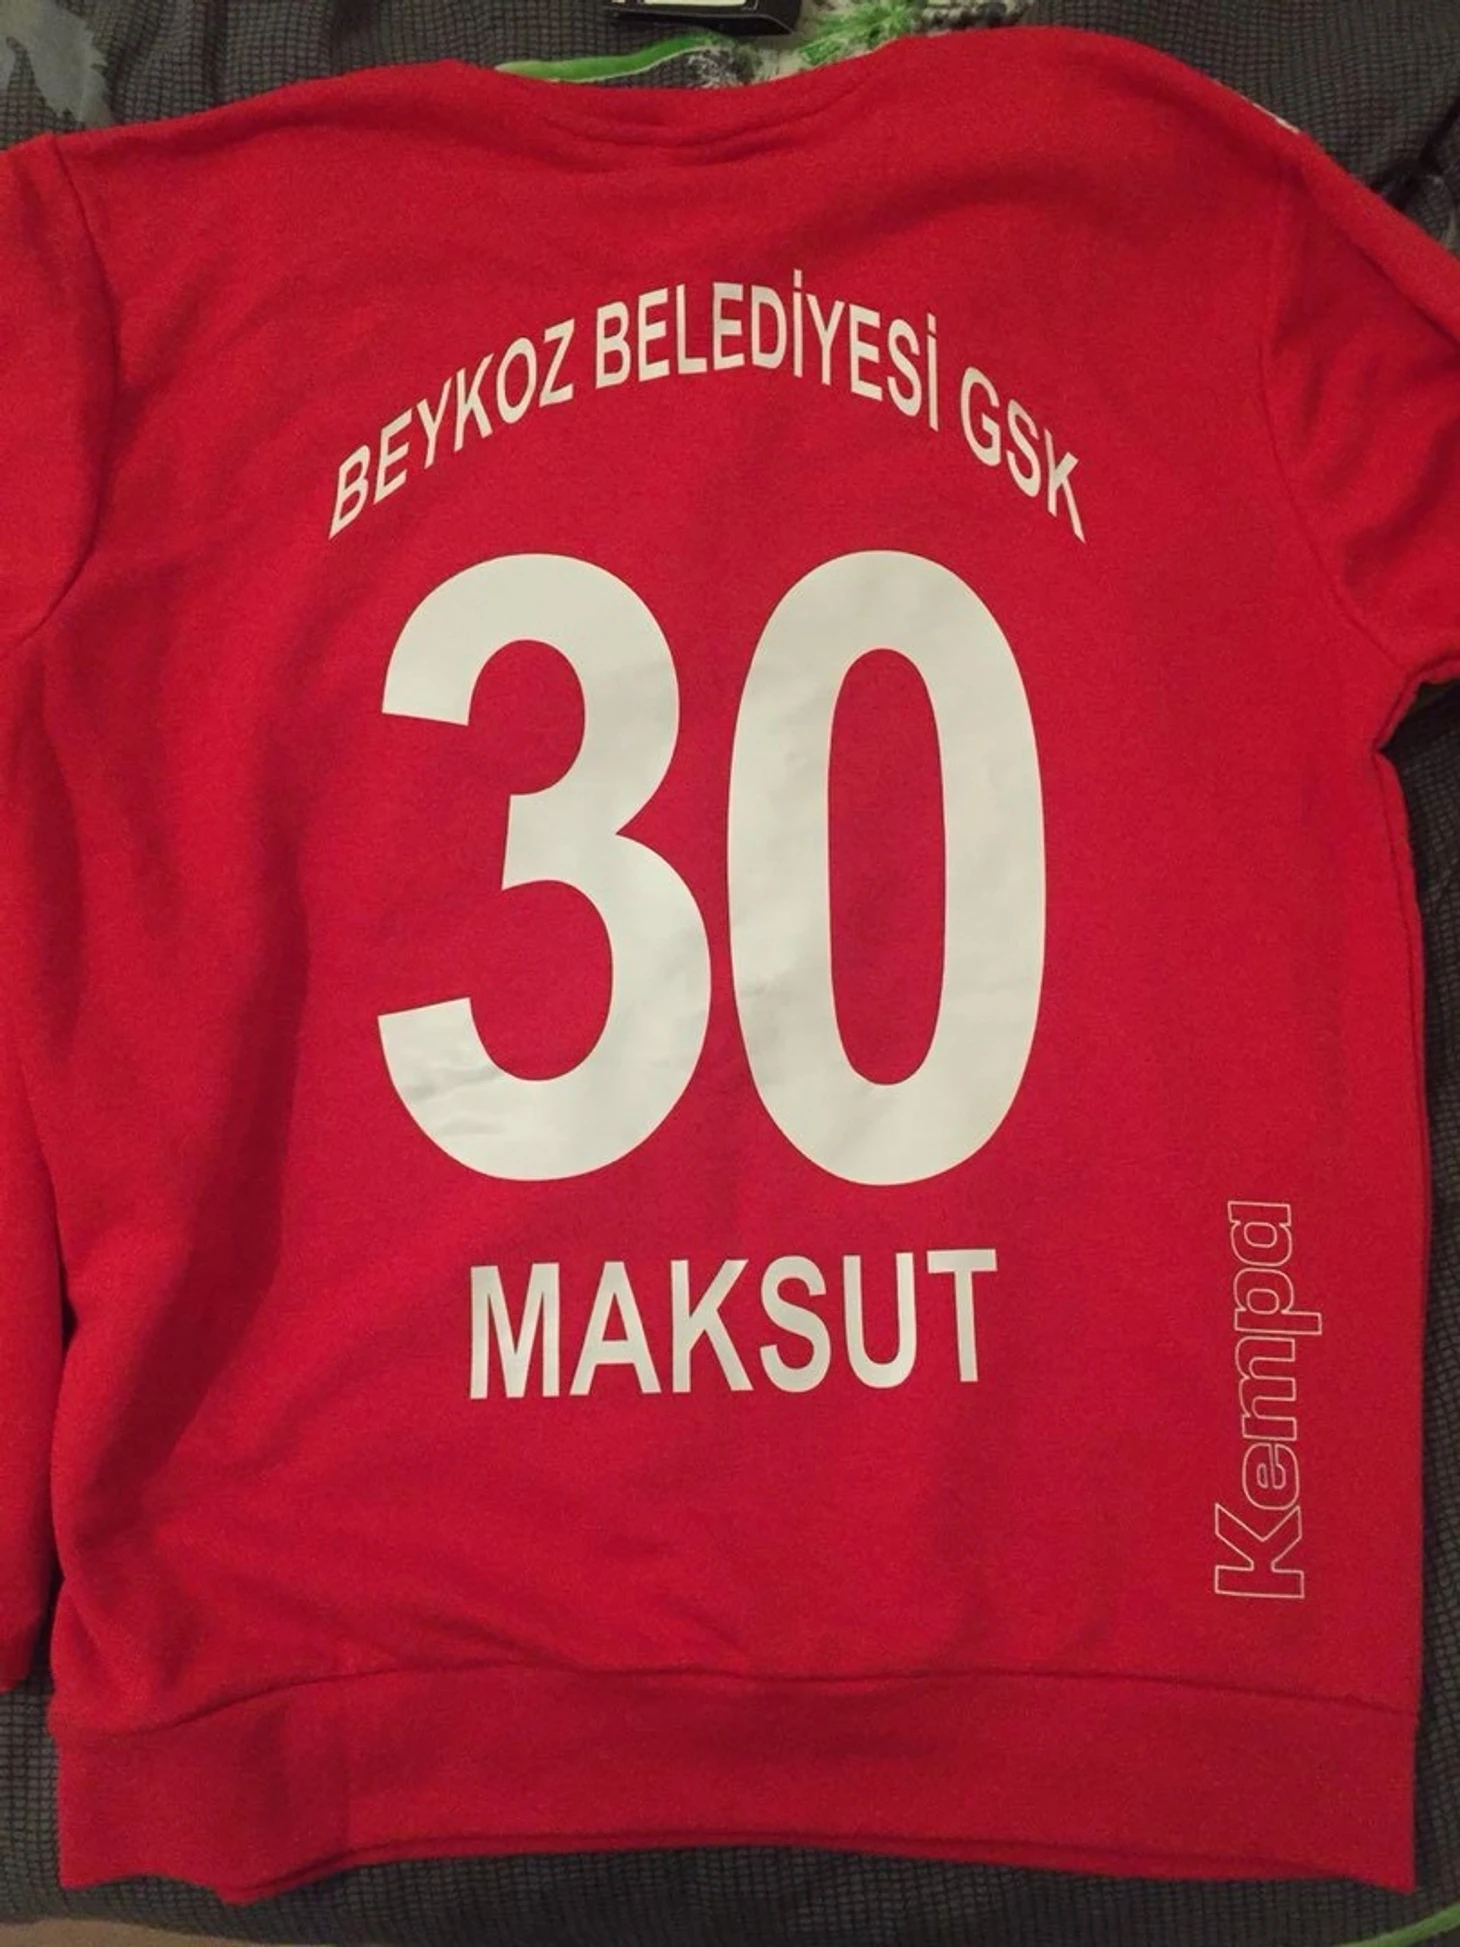 BEYKOZ BELEDİYESİ GSK
30
MAKSUT
Kempa